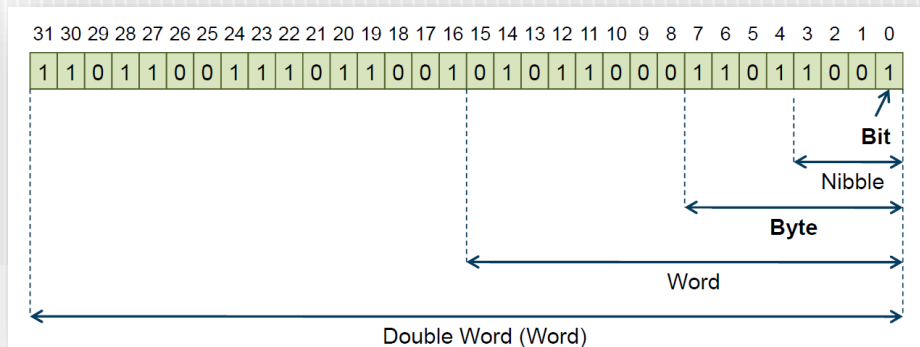 31 30 29 28 27 26 25 24 23 22 21 20 19 18 17 16 15 14 13 12 11 10 9 8 7 6 5 4 3 2 1 0
1 1 0 1 1 0 0 1 1 1 0 1 1 0 0 1 0 1 0 1 1 0 0 0 1 1 0 1 1 0 0 1
Bit
Nibble
Byte
Word
Double Word (Word)